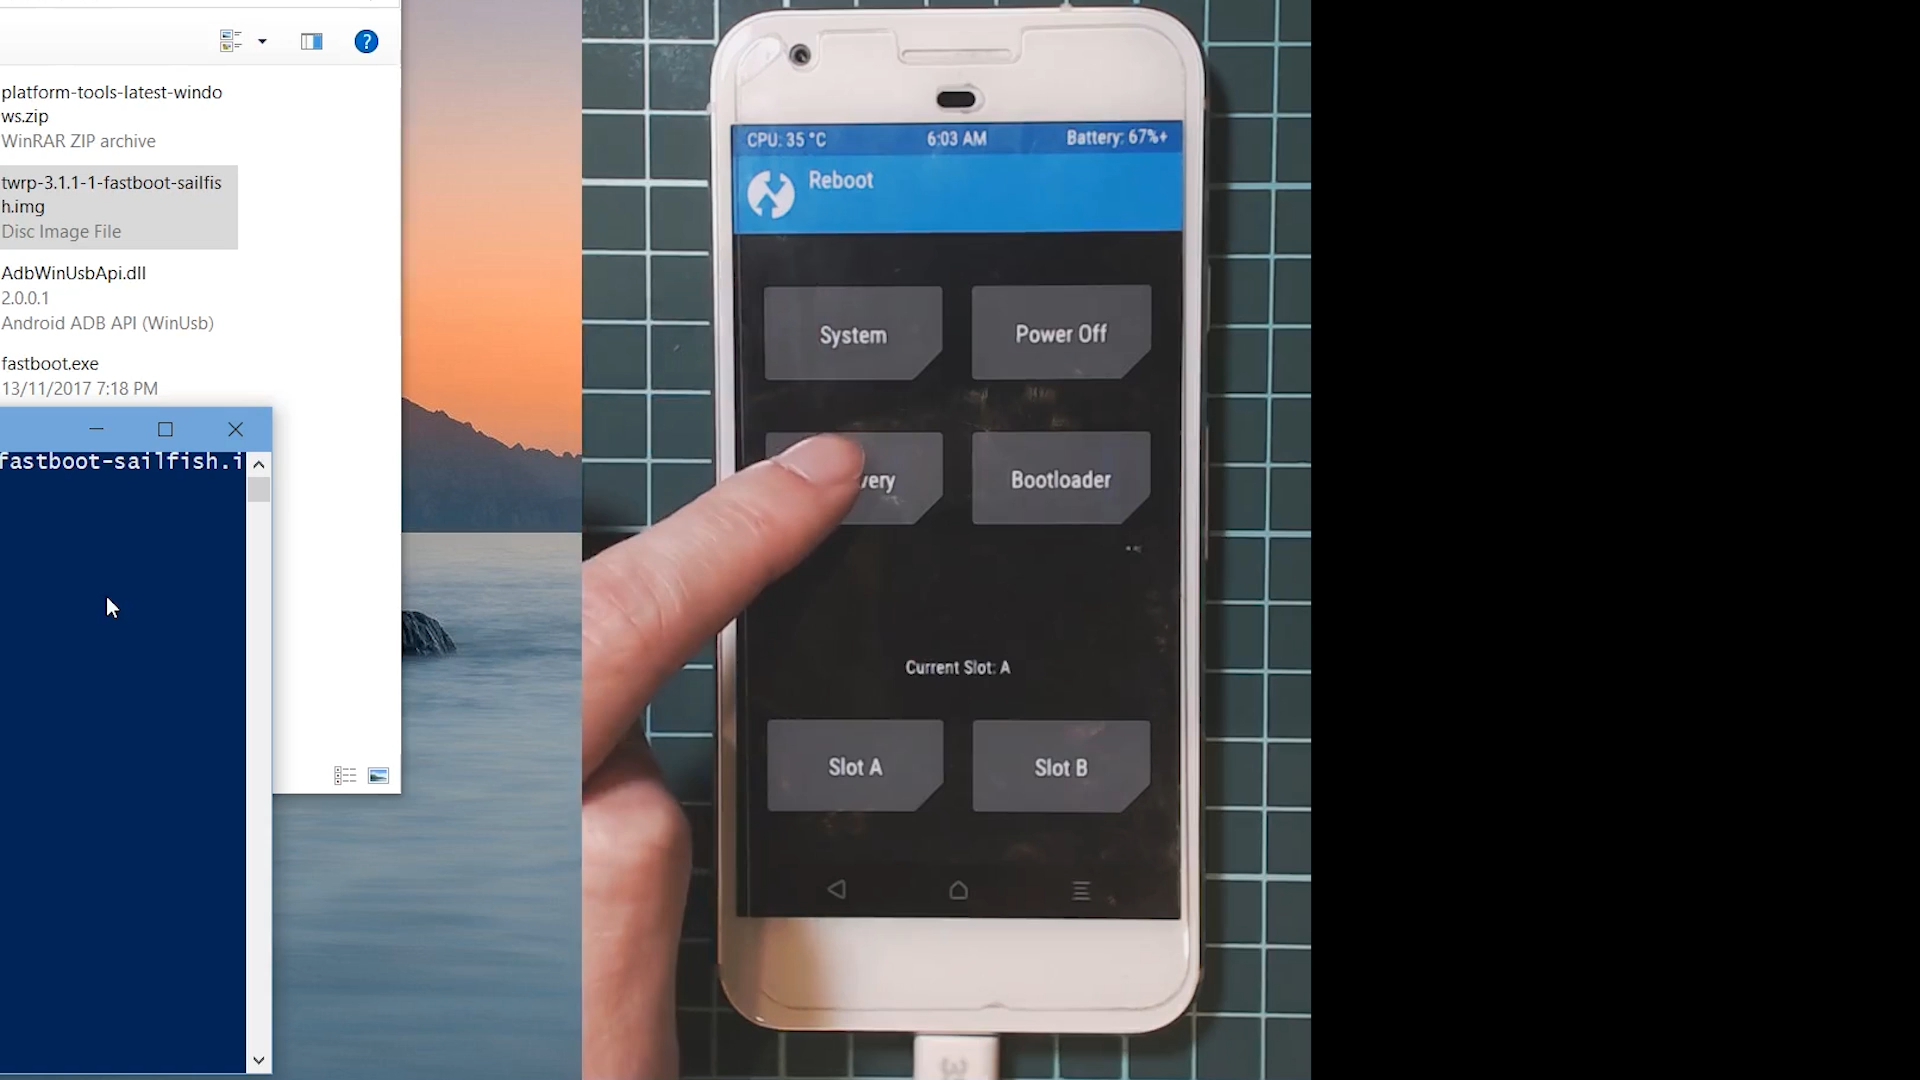 platform-tools-latest-windo
ws.zip
WinRAR ZIP archive
twrp-3.1.1-1-fastboot-sailfis
h.img
Disc Image File
AdbWinUsbApi.dll
2.0.0.1
Android ADB API (WinUsb)
fastboot.exe
13/11/2017 7:18 PM
fastboot-sailfish.i
CPU: 35 °C 6:03 AM Battery: 67%+
Reboot
System Power Off
very Bootloader
Current Slot: A
Slot A Slot B